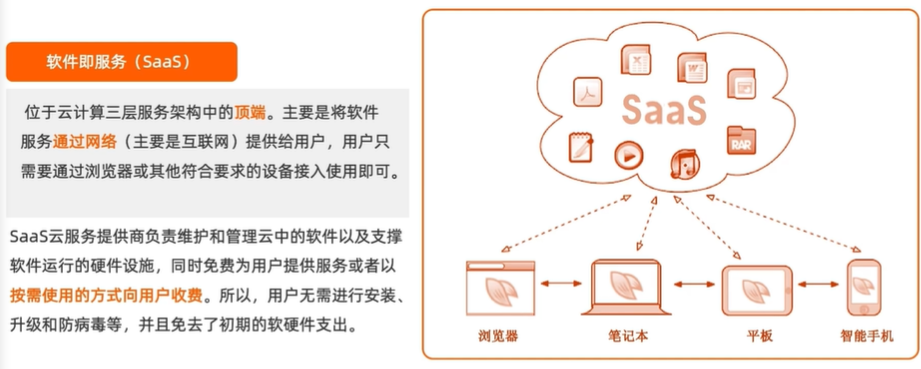 软件即服务（SaaS）
位于云计算三层服务架构中的顶端。主要是将软件
服务通过网络（主要是互联网）提供给用户，用户只
需要通过浏览器或其他符合要求的设备接入使用即可。
SaaS云服务提供商负责维护和管理云中的软件以及支撑
软件运行的硬件设施，同时免费为用户提供服务或者以
按需使用的方式向用户收费。所以，用户无需进行安装、
升级和防病毒等，并且免去了初期的软硬件支出。
X
W
SaaS
RAR
浏览器
笔记本
平板
智能手机